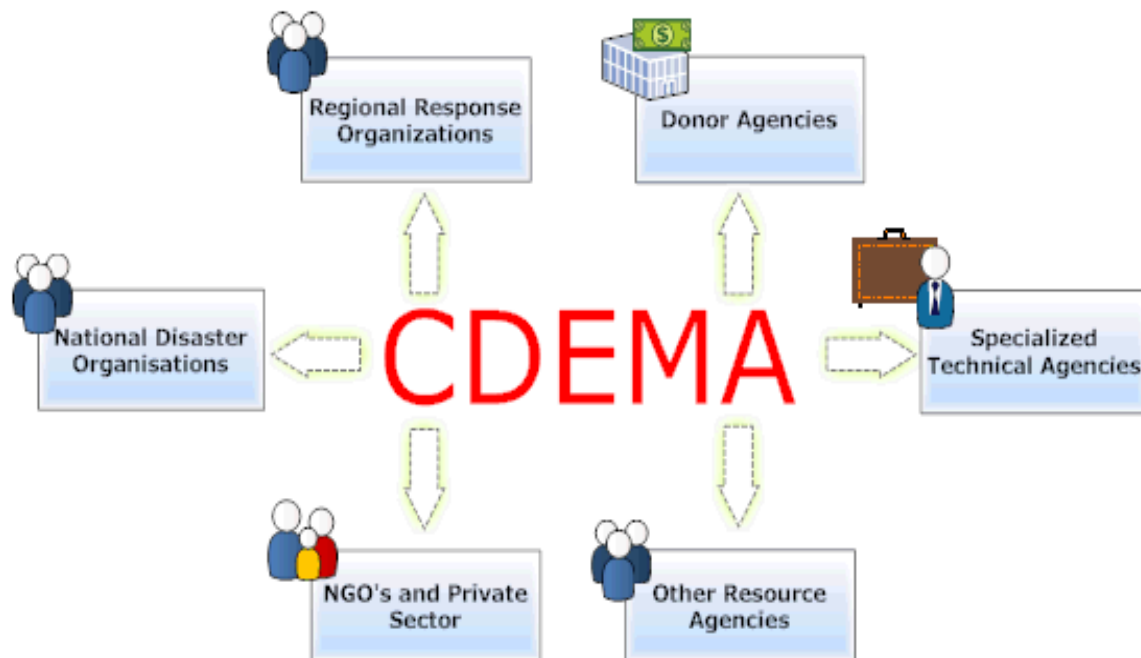 Regional Response
Organizations
Donor Agencies
National Disaster
Organisations
CDEMA
Specialized
Technical Agencies
NGO's and Private
Sector
Other Resource
Agencies